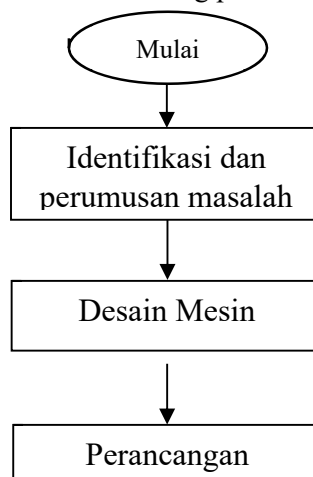 Mulai
Identifikasi dan
perumusan masalah
Desain Mesin
Perancangan